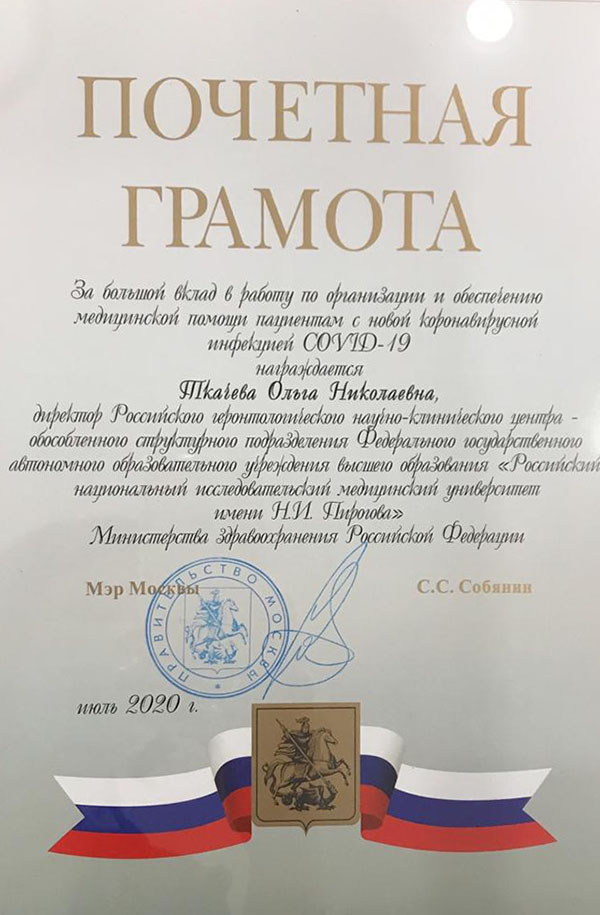 ПОЧЕТНАЯ
ГРАМОТА
За большой вклад в работу по организации и обеспечению
медицинской помощи пациентам с новой коронавирусной
инфекцией COVID-19
награждается
Ткачева Ольга Николаевна,
директор Российского геронтологического научно-клинического центра -
обособленного структурного подразделения Федерального государственного
автономного образовательного учреждения высшего образования «Российский
национальный исследовательский медицинский университет
имени Н.И. Пирогова»
Министерства здравоохранения Российской Федерации
Мэр Москвы С.С. Собянин
ПРАВИТЕЛЬСТВО МОСКВЫ
июль 2020 г.